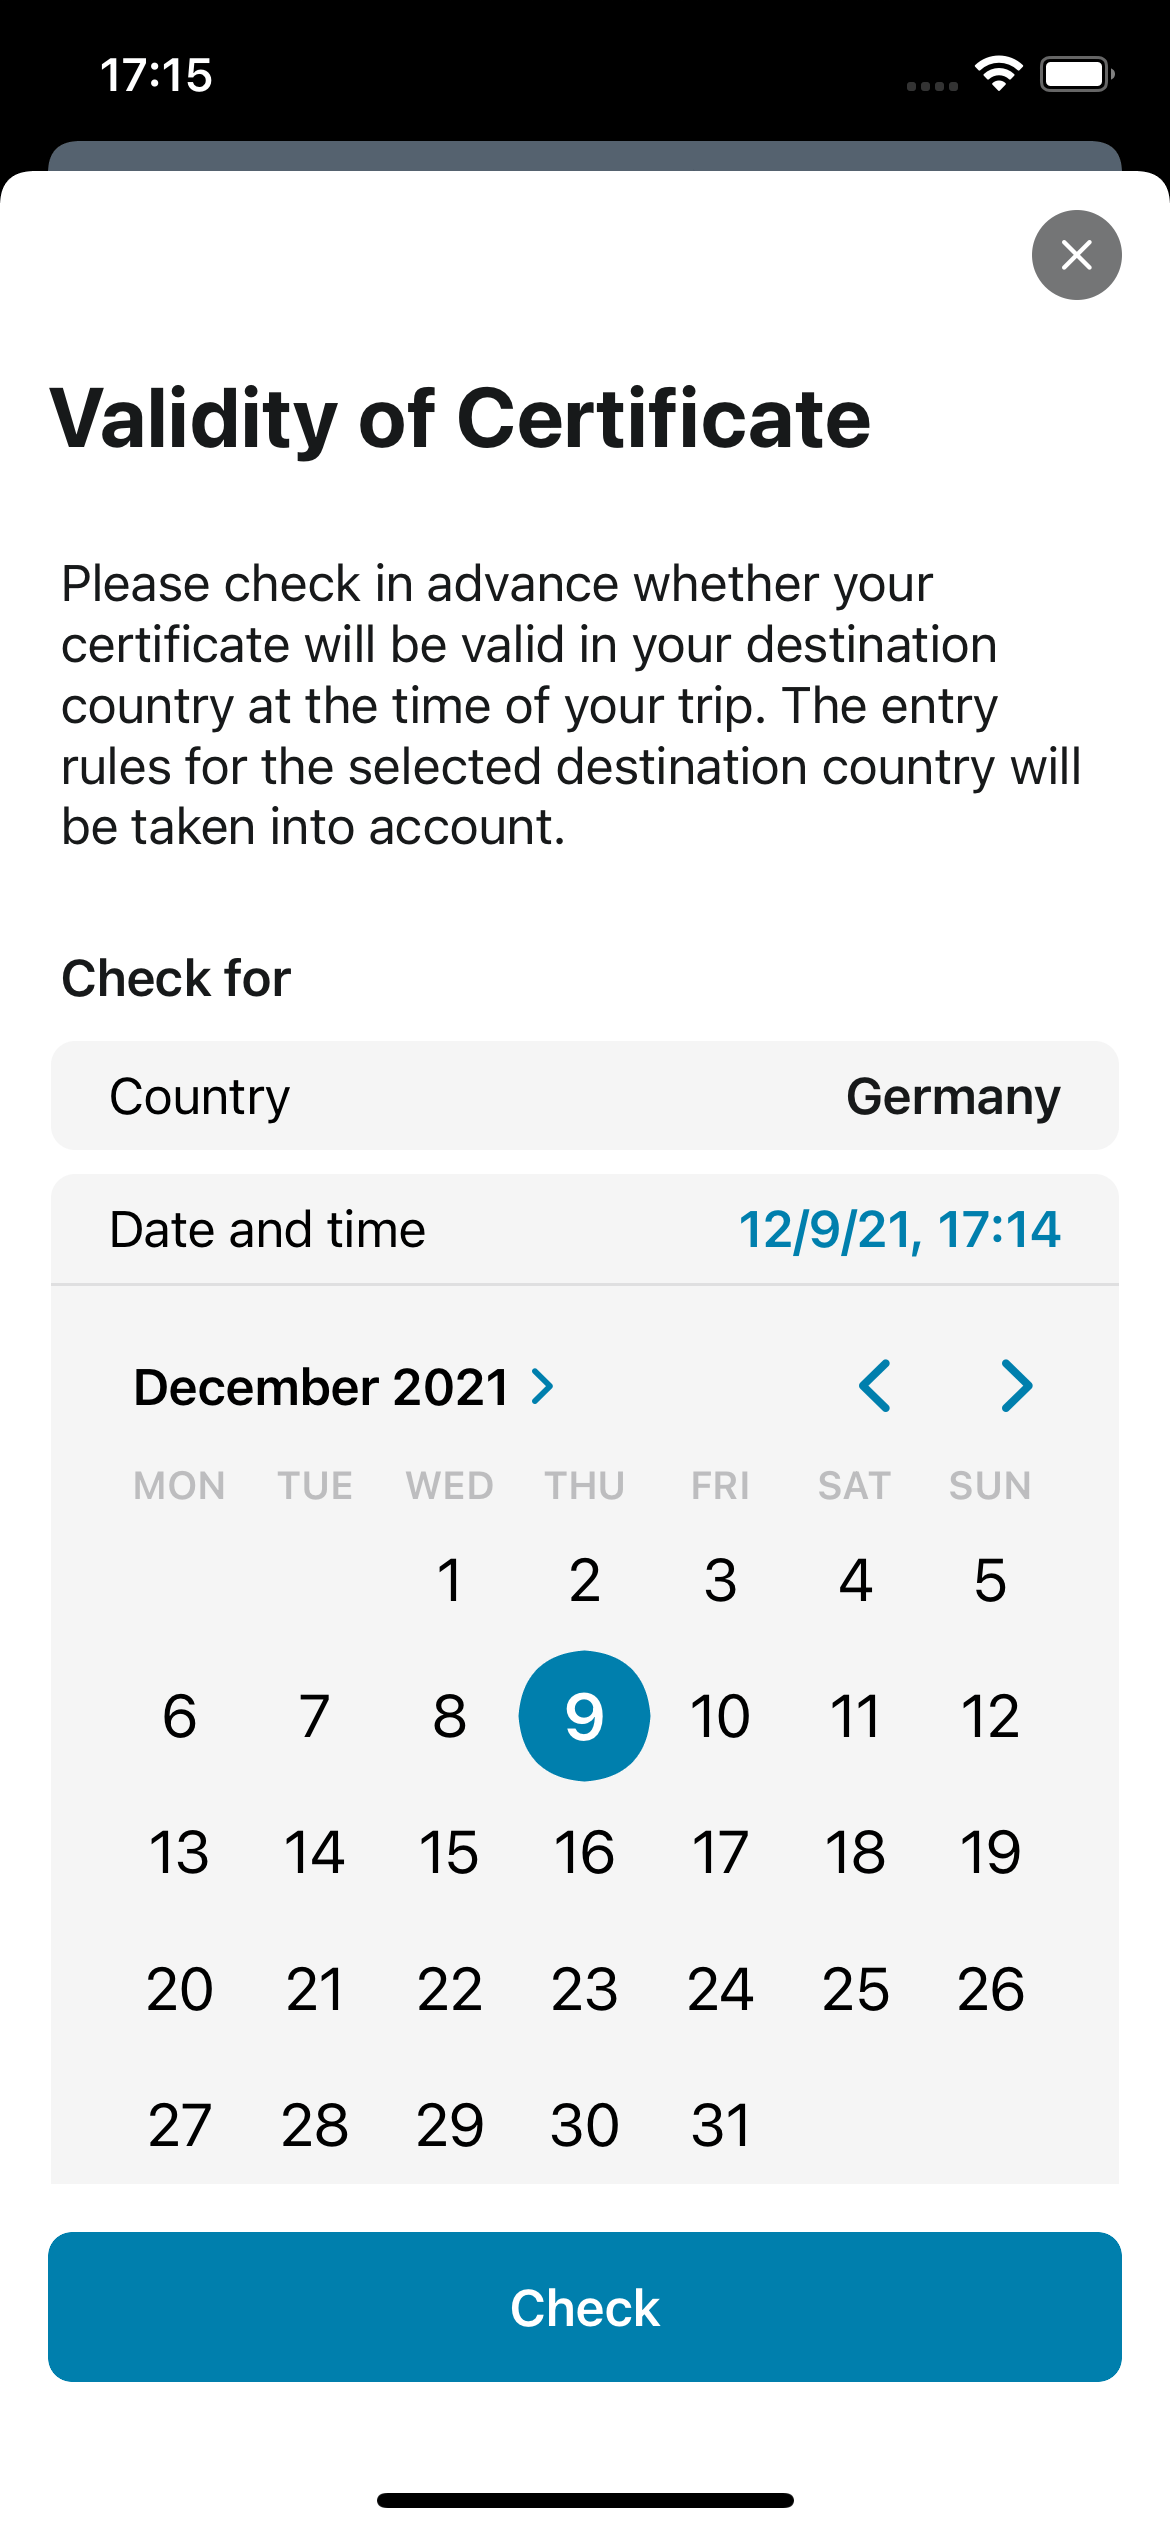 17:15
Validity of Certificate
Please check in advance whether your
certificate will be valid in your destination
country at the time of your trip. The entry
rules for the selected destination country will
be taken into account.
Check for
Country Germany
Date and time 12/9/21, 17:14
December 2021
MON TUE WED THU FRI SAT SUN
1 2 3 4 5
6 7 8 9 10 11 12
13 14 15 16 17 18 19
20 21 22 23 24 25 26
27 28 29 30 31
Check